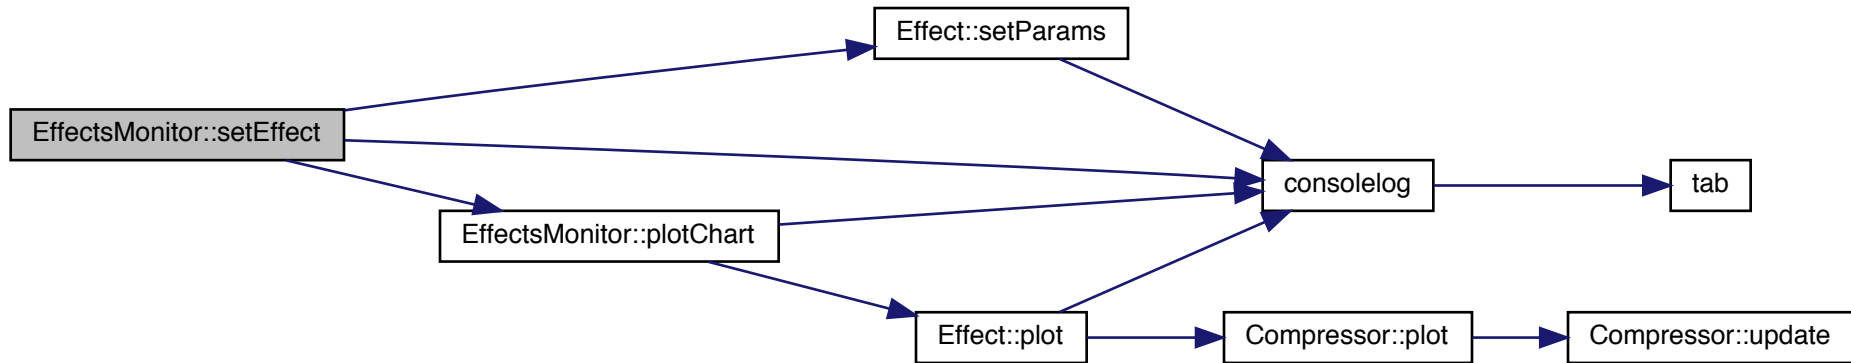 Effect::setParams
EffectsMonitor::setEffect
consolelog
tab
EffectsMonitor::plotChart
Effect::plot
Compressor::plot
Compressor::update